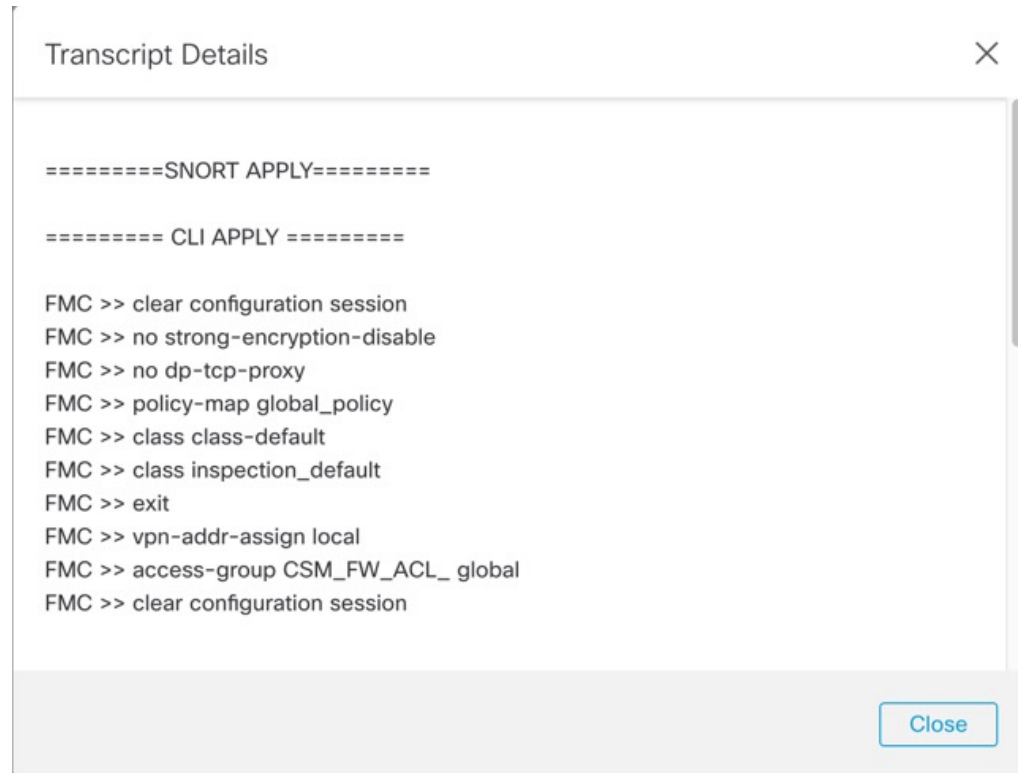 Transcript Details
=========SNORT APPLY=========
========= CLI APPLY =========
FMC >> clear configuration session
FMC >> no strong-encryption-disable
FMC >> no dp-tcp-proxy
FMC >> policy-map global_policy
FMC >> class class-default
FMC >> class inspection_default
FMC >> exit
FMC >> vpn-addr-assign local
FMC >> access-group CSM_FW_ACL_ global
FMC >> clear configuration session
Close